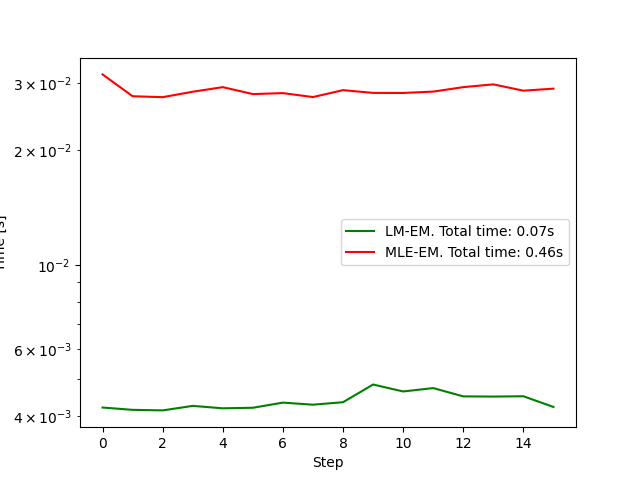 3 × 10⁻²
2 × 10⁻²
10⁻²
6 × 10⁻³
4 × 10⁻³
LM-EM. Total time: 0.07s
MLE-EM. Total time: 0.46s
0 2 4 6 8 10 12 14
Step
Time [s]